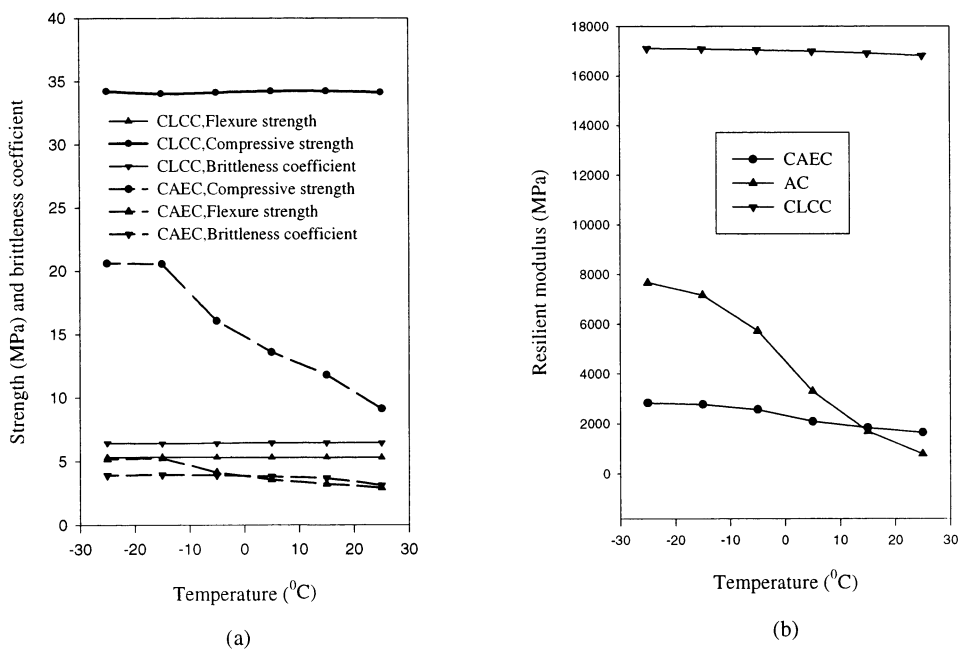 Strength (MPa) and brittleness coefficient
40
35
30
25
20
15
10
5
0
CLCC,Flexure strength
CLCC,Compressive strength
CLCC,Brittleness coefficient
CAEC,Compressive strength
CAEC,Flexure strength
CAEC,Brittleness coefficient
-30 -20 -10 0 10 20 30
Temperature (⁰C)
(a)
Resilient modulus (MPa)
18000
16000
14000
12000
10000
8000
6000
4000
2000
0
CAEC
AC
CLCC
-30 -20 -10 0 10 20 30
Temperature (⁰C)
(b)